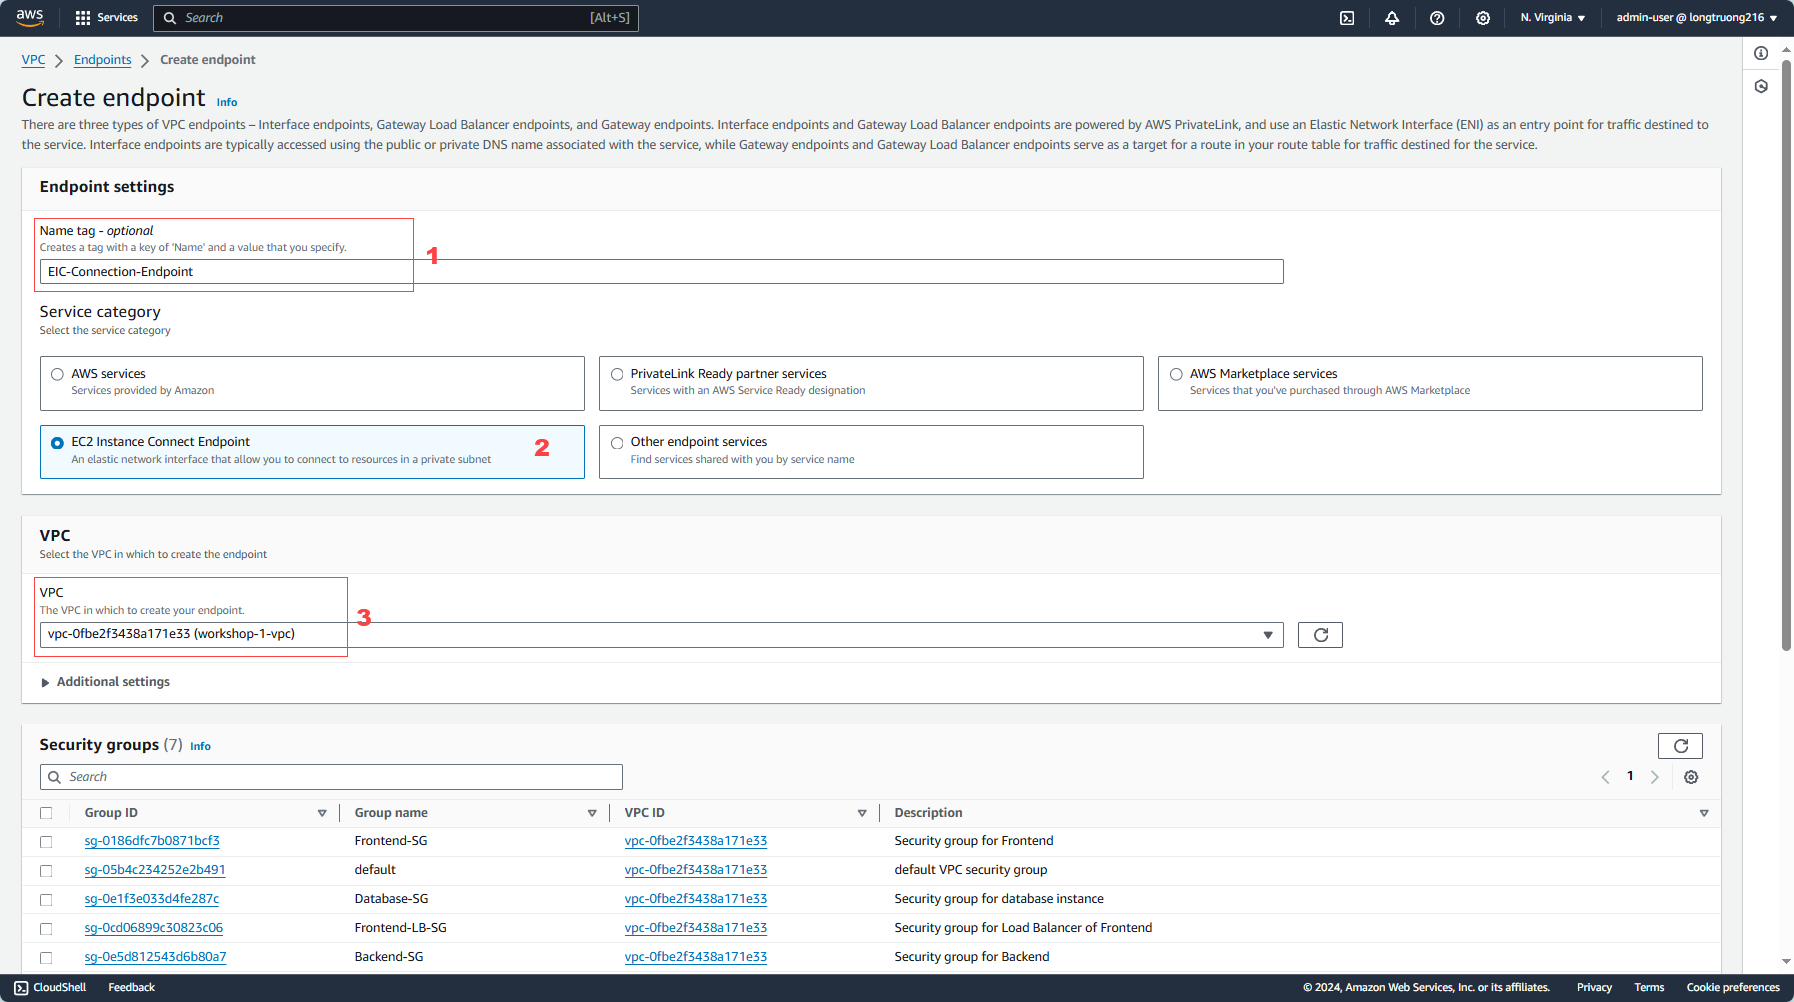 aws
Services
Search
[Alt+S]
N. Virginia
admin-user @ longtruong216
VPC
Endpoints
Create endpoint
Create endpoint Info
There are three types of VPC endpoints – Interface endpoints, Gateway Load Balancer endpoints, and Gateway endpoints. Interface endpoints and Gateway Load Balancer endpoints are powered by AWS PrivateLink, and use an Elastic Network Interface (ENI) as an entry point for traffic destined to
the service. Interface endpoints are typically accessed using the public or private DNS name associated with the service, while Gateway endpoints and Gateway Load Balancer endpoints serve as a target for a route in your route table for traffic destined for the service.
Endpoint settings
Name tag - optional
Creates a tag with a key of 'Name' and a value that you specify.
1
EIC-Connection-Endpoint
Service category
Select the service category
AWS services
Services provided by Amazon
PrivateLink Ready partner services
Services with an AWS Service Ready designation
AWS Marketplace services
Services that you've purchased through AWS Marketplace
EC2 Instance Connect Endpoint
An elastic network interface that allow you to connect to resources in a private subnet
2
Other endpoint services
Find services shared with you by service name
VPC
Select the VPC in which to create the endpoint
VPC
The VPC in which to create your endpoint.
3
vpc-0fbe2f3438a171e33 (workshop-1-vpc)
Additional settings
Security groups (7) Info
Search
1
Group ID Group name VPC ID Description
sg-0186dfc7b0871bcf3 Frontend-SG vpc-0fbe2f3438a171e33 Security group for Frontend
sg-05b4c234252e2b491 default vpc-0fbe2f3438a171e33 default VPC security group
sg-0e1f3e033d4fe287c Database-SG vpc-0fbe2f3438a171e33 Security group for database instance
sg-0cd06899c30823c06 Frontend-LB-SG vpc-0fbe2f3438a171e33 Security group for Load Balancer of Frontend
sg-0e5d812543d6b80a7 Backend-SG vpc-0fbe2f3438a171e33 Security group for Backend
CloudShell
Feedback
© 2024, Amazon Web Services, Inc. or its affiliates.
Privacy
Terms
Cookie preferences